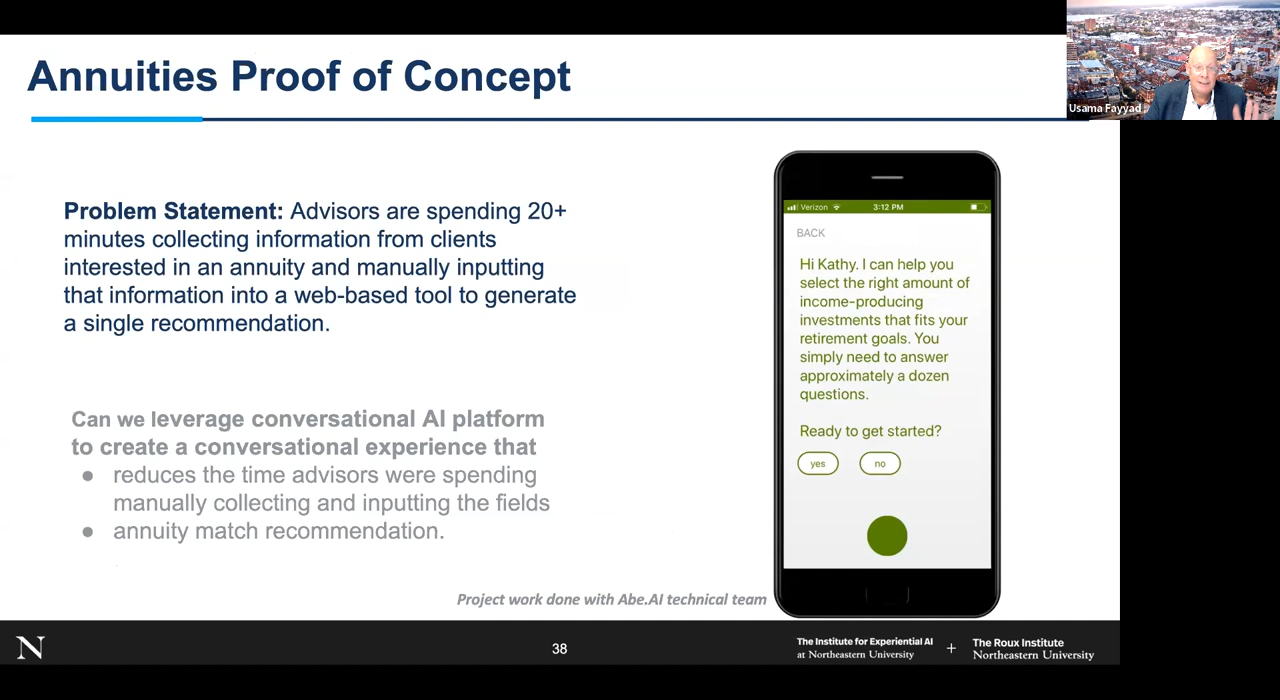 Annuities Proof of Concept
Usama Fayyad
Problem Statement: Advisors are spending 20+
minutes collecting information from clients
interested in an annuity and manually inputting
that information into a web-based tool to generate
a single recommendation.
Can we leverage conversational AI platform
to create a conversational experience that
● reduces the time advisors were spending
manually collecting and inputting the fields
● annuity match recommendation.
Verizon 3:12 PM
BACK
Hi Kathy. I can help you
select the right amount of
income-producing
investments that fits your
retirement goals. You
simply need to answer
approximately a dozen
questions.
Ready to get started?
yes no
Project work done with Abe.AI technical team
N
38
The Institute for Experiential AI
at Northeastern University
+
The Roux Institute
Northeastern University